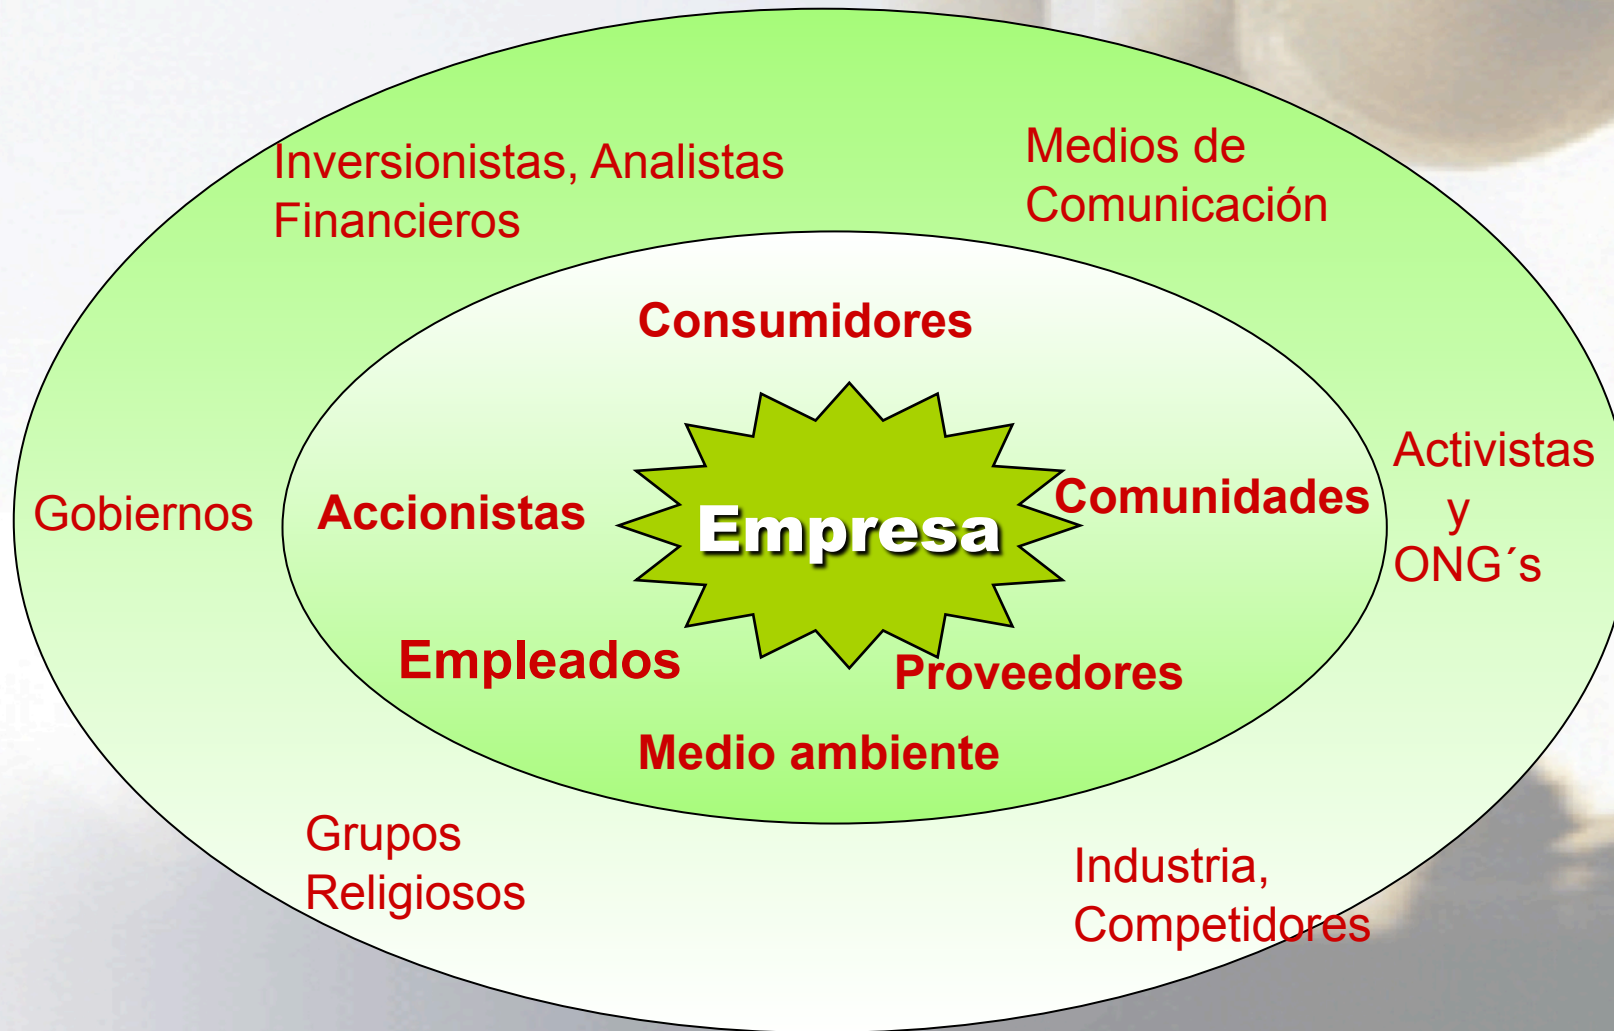 Inversionistas, Analistas
Financieros
Medios de
Comunicación
Consumidores
Gobiernos
Accionistas
Empresa
Comunidades
Activistas
y
ONG´s
Empleados
Proveedores
Medio ambiente
Grupos
Religiosos
Industria,
Competidores